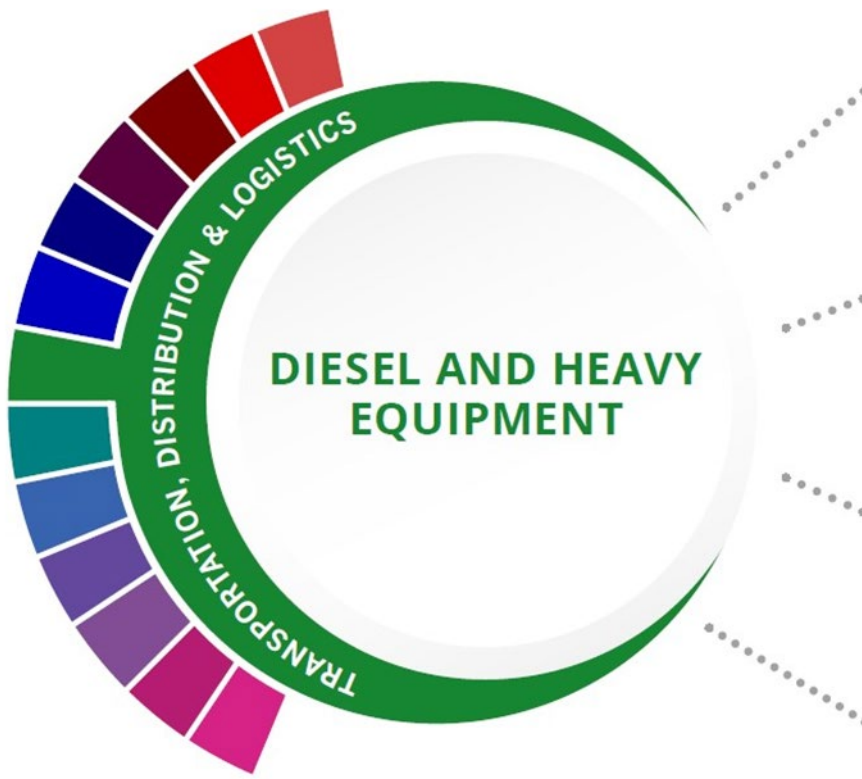 TRANSPORTATION, DISTRIBUTION & LOGISTICS
DIESEL AND HEAVY
EQUIPMENT